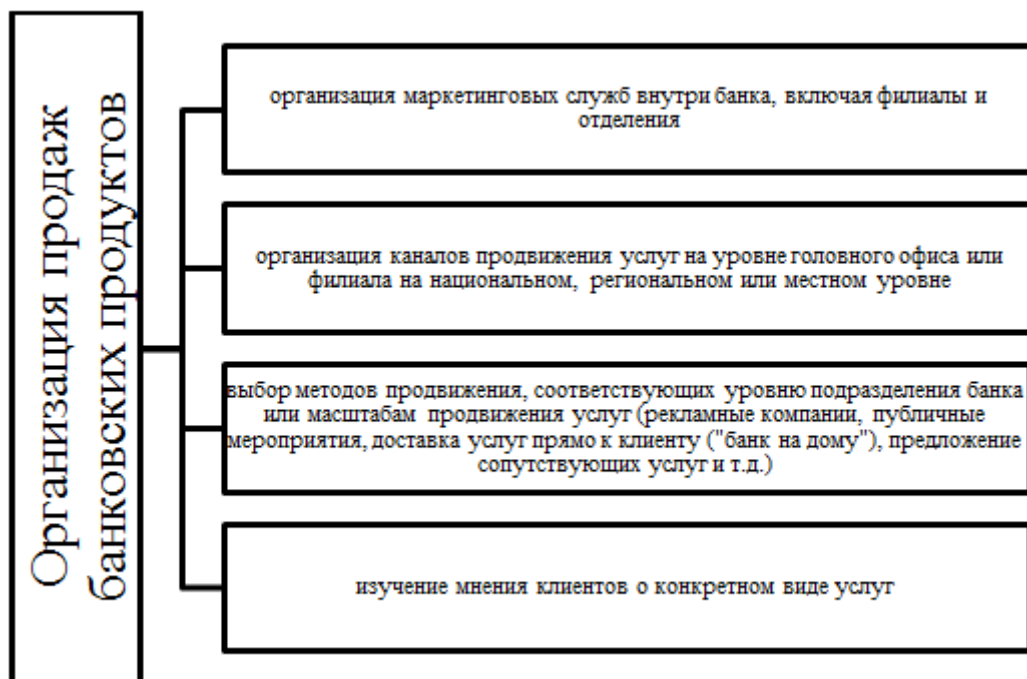 Организация продаж
банковских продуктов
организация маркетинговых служб внутри банка, включая филиалы и
отделения
организация каналов продвижения услуг на уровне головного офиса или
филиала на национальном, региональном или местном уровне
выбор методов продвижения, соответствующих уровню подразделения банка
или масштабам продвижения услуг (рекламные компании, публичные
мероприятия, доставка услуг прямо к клиенту ("банк на дому"), предложение
сопутствующих услуг и т.д.)
изучение мнения клиентов о конкретном виде услуг